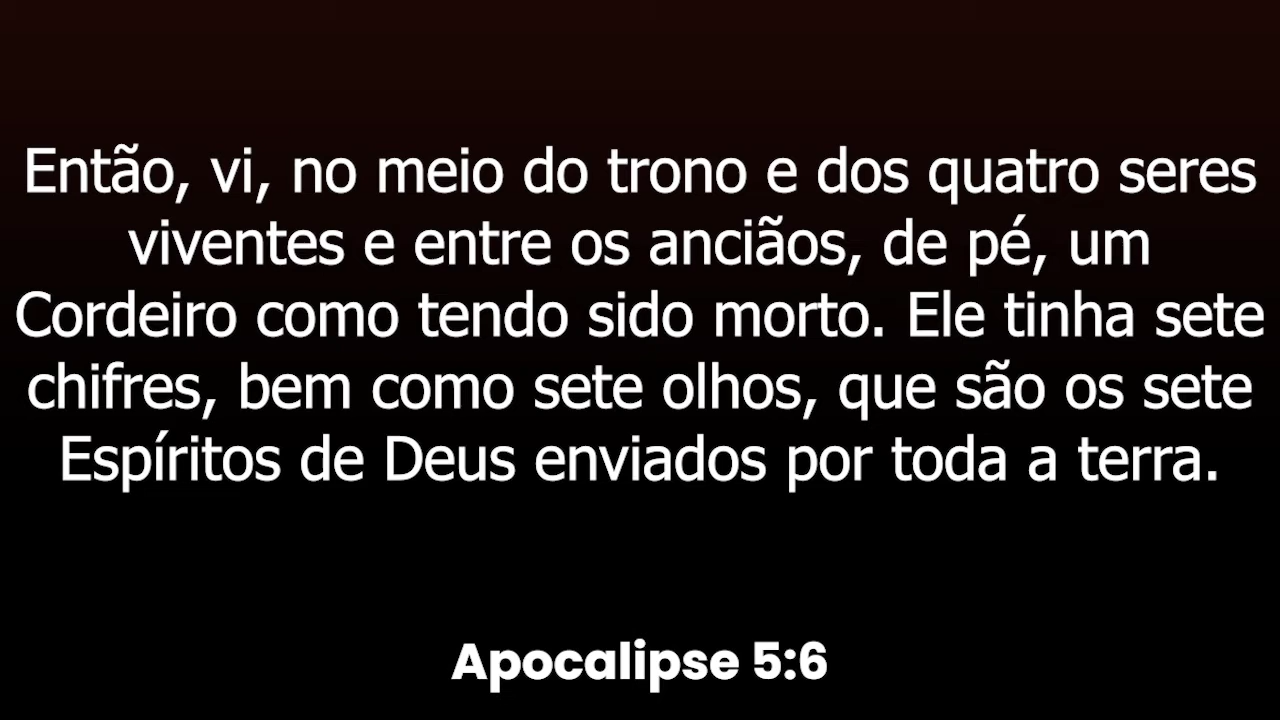 Então, vi, no meio do trono e dos quatro seres
viventes e entre os anciãos, de pé, um
Cordeiro como tendo sido morto. Ele tinha sete
chifres, bem como sete olhos, que são os sete
Espíritos de Deus enviados por toda a terra.
Apocalipse 5:6